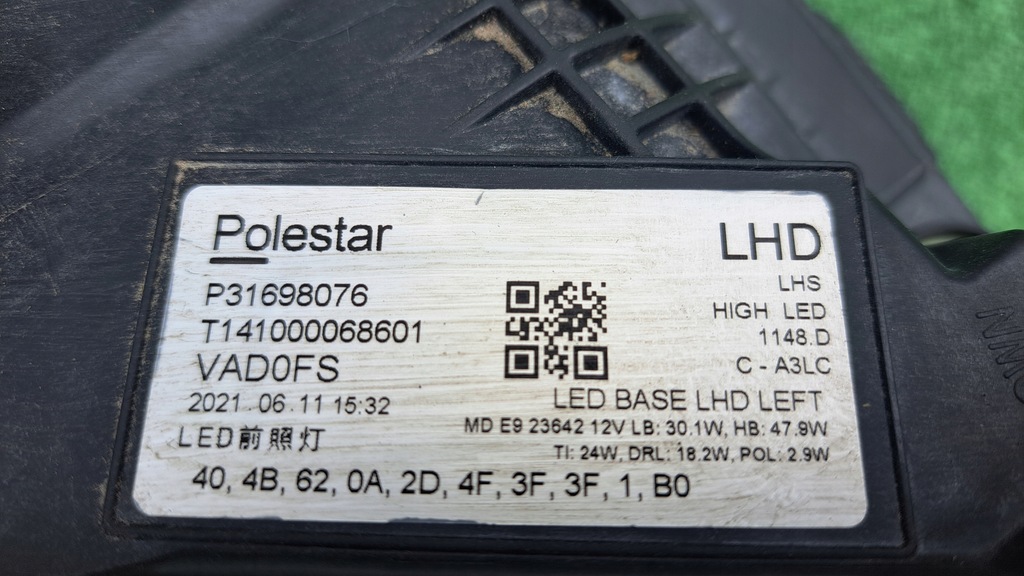 Polestar
LHD
P31698076
LHS
T141000068601
HIGH LED
VAD0FS
1148.D
C - A3LC
2021.06.11 15:32
LED BASE LHD LEFT
LED前照灯
MD E9 23642 12V LB: 30.1W, HB: 47.9W
TI: 24W, DRL: 18.2W, POL: 2.9W
40, 4B, 62, 0A, 2D, 4F, 3F, 3F, 1, B0